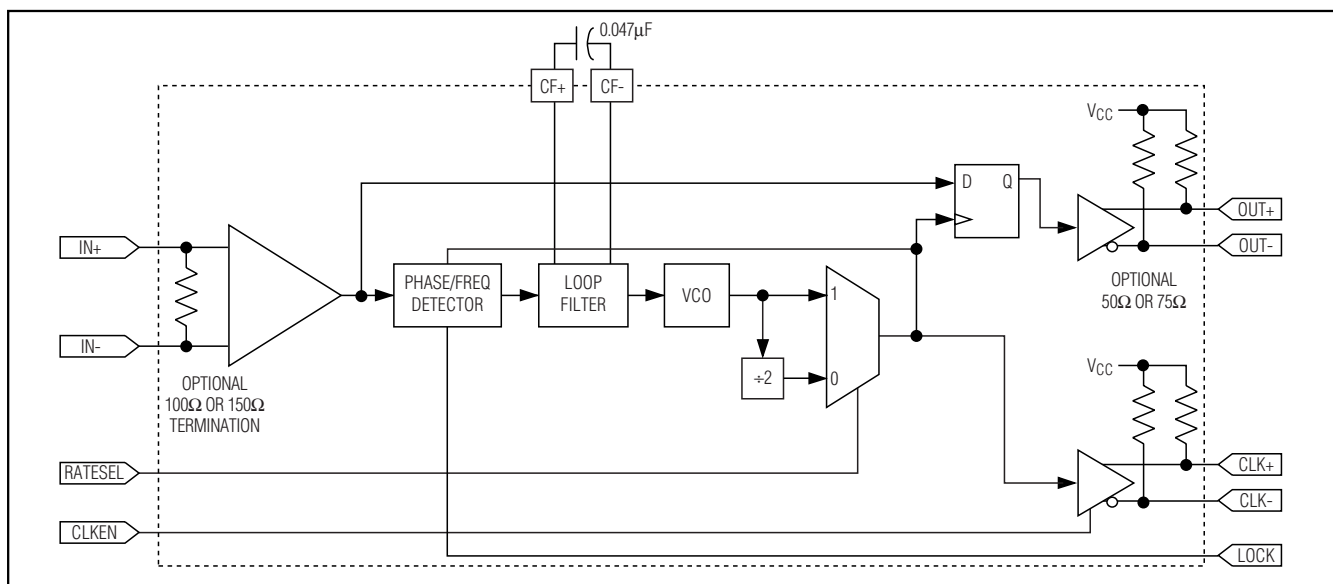 0.047μF
CF+
CF-
VCC
D
Q
IN+
OUT+
OUT-
PHASE/FREQ
DETECTOR
LOOP
FILTER
VCO
1
OPTIONAL
50Ω OR 75Ω
IN-
÷2
0
VCC
OPTIONAL
100Ω OR 150Ω
TERMINATION
RATESEL
CLK+
CLK-
CLKEN
LOCK